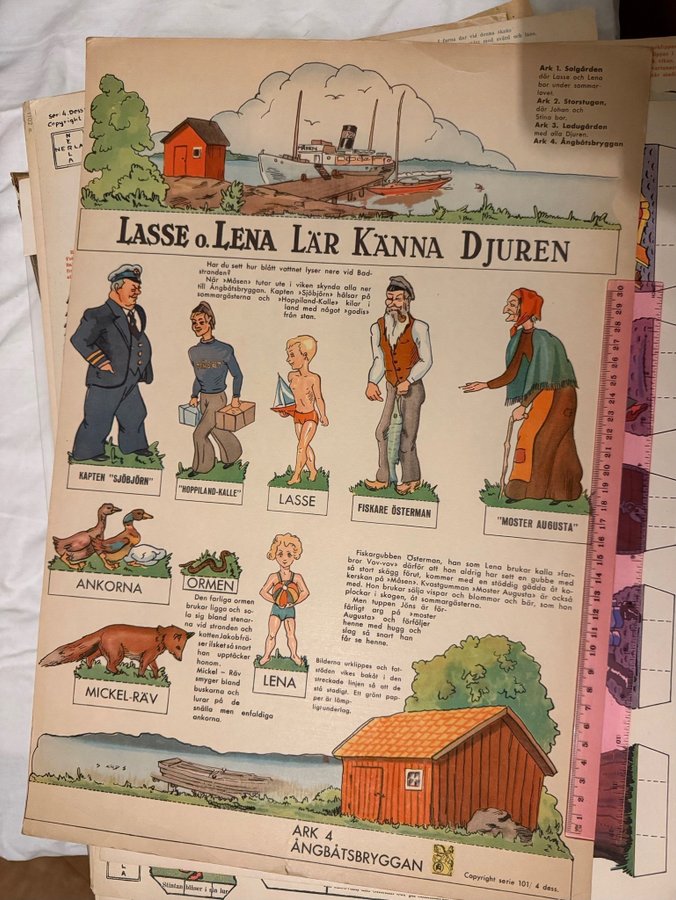 Ark 1. Solgården
där Lasse och Lena
bor under sommar-
lovet.
Ark 2. Storstugan,
där Johan och
Stina bor.
Ark 3. Ladugården
med alla Djuren.
Ark 4. Ångbåtsbryggan
LASSE o. LENA LÄR KÄNNA DJUREN
Har du sett hur blått vattnet lyser nere vid Bad-
stranden?
När »Måsen» tutar ute i viken skynda alla ner
till Ångbåtsbryggan. Kapten »Sjöbjörn» hälsar på
sommargästerna och »Hoppiland-Kalle» kilar i
land med något »godis»
från stan.
KAPTEN "SJÖBJÖRN"
"HOPPILAND-KALLE"
LASSE
FISKARE ÖSTERMAN
"MOSTER AUGUSTA"
ANKORNA
ORMEN
Den farliga ormen
brukar ligga och so-
la sig bland stenar-
na vid stranden och
katten Jakob frä-
ser ilsket så snart
han upptäcker
honom.
Mickel – Räv
smyger bland
buskarna och
lurar på de
snälla men enfaldiga
ankorna.
MICKEL-RÄV
LENA
Fiskargubben Österman, han som Lena brukar kalla »far-
bror Vov-vov» därför att hon aldrig har sett en gubbe med
så stort skägg förut, kommer med en städdig gädda åt ko-
kerskan på »Måsen». Kvastgumman »Moster Augusta» är också
med. Hon brukar sälja vispar och blommor och bär, som hon
plockar i skogen, åt sommargästerna.
Men tuppen Jöns är för-
färligt arg på »moster
Augusta» och förföljer
henne med hugg och
slag så snart han
får se henne.
Bilderna urklippes och fot-
stöden vikes bakåt i den
streckade linjen så att de
stå stadigt. Ett grönt pap-
per är lämp-
ligt underlag.
ARK 4
ÅNGBÅTSBRYGGAN
Copyright serie 101/ 4 dess.
Ser. 4. Dess
Copyright